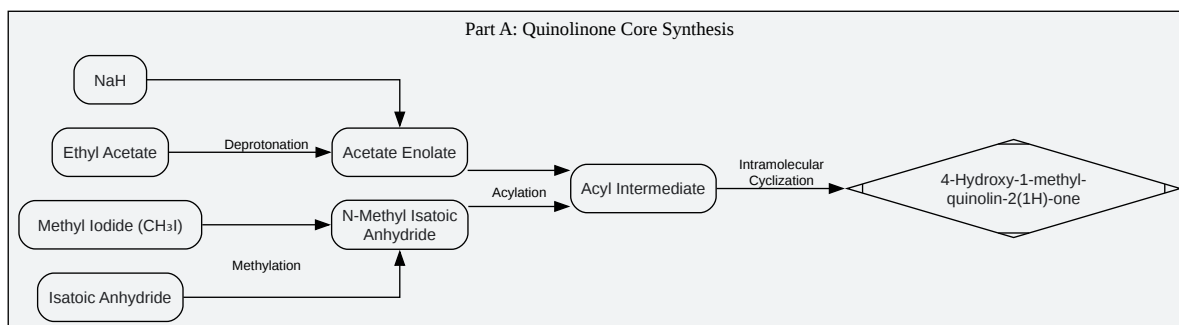 Part A: Quinolinone Core Synthesis
NaH
Ethyl Acetate
Deprotonation
Acetate Enolate
Methyl Iodide (CH₃I)
Methylation
Isatoic Anhydride
N-Methyl Isatoic
Anhydride
Acylation
Acyl Intermediate
Intramolecular
Cyclization
4-Hydroxy-1-methyl-
quinolin-2(1H)-one